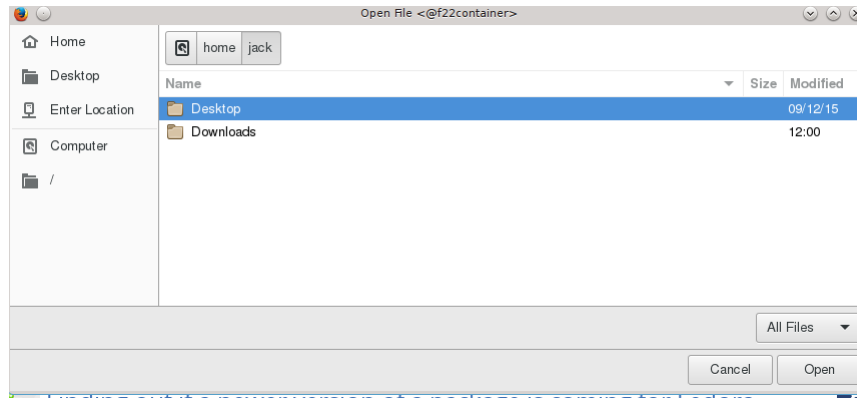 Open File <@f22container>
Home
home jack
Desktop
Name Size Modified
Enter Location
Desktop 09/12/15
Downloads 12:00
Computer
/
All Files
Cancel Open